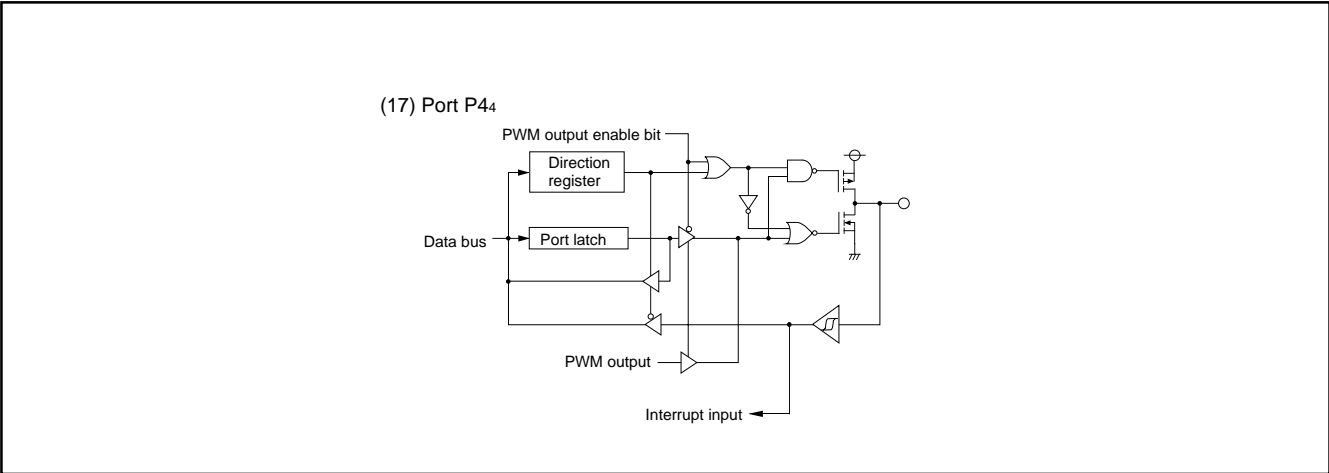 (17) Port P44
PWM output enable bit
Direction
register
Data bus
Port latch
PWM output
Interrupt input